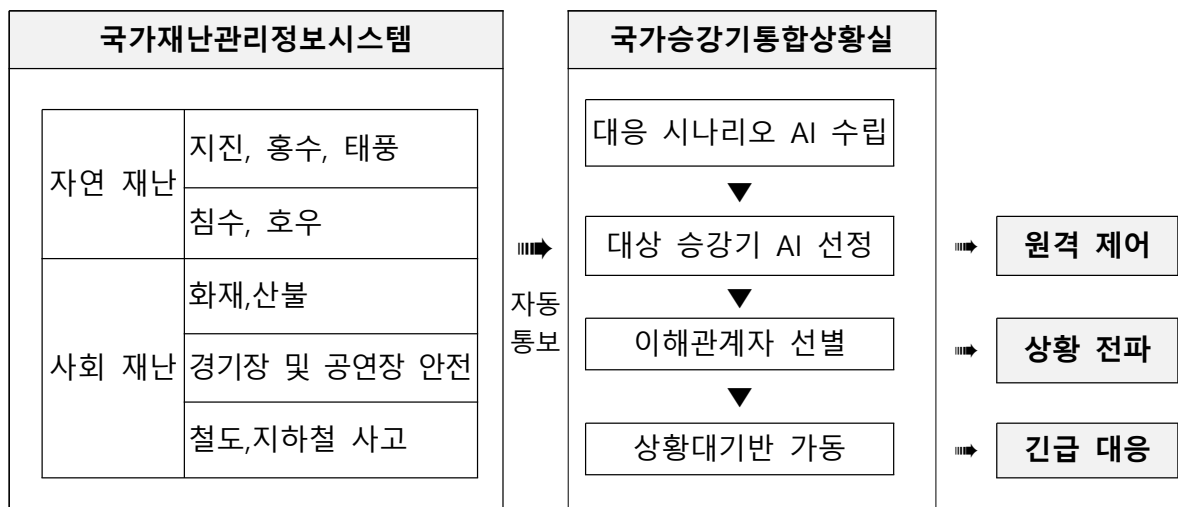 국가재난관리정보시스템
자연 재난
지진, 홍수, 태풍
침수, 호우
사회 재난
화재,산불
경기장 및 공연장 안전
철도,지하철 사고
자동
통보
국가승강기통합상황실
대응 시나리오 AI 수립
대상 승강기 AI 선정
이해관계자 선별
상황대기반 가동
원격 제어
상황 전파
긴급 대응